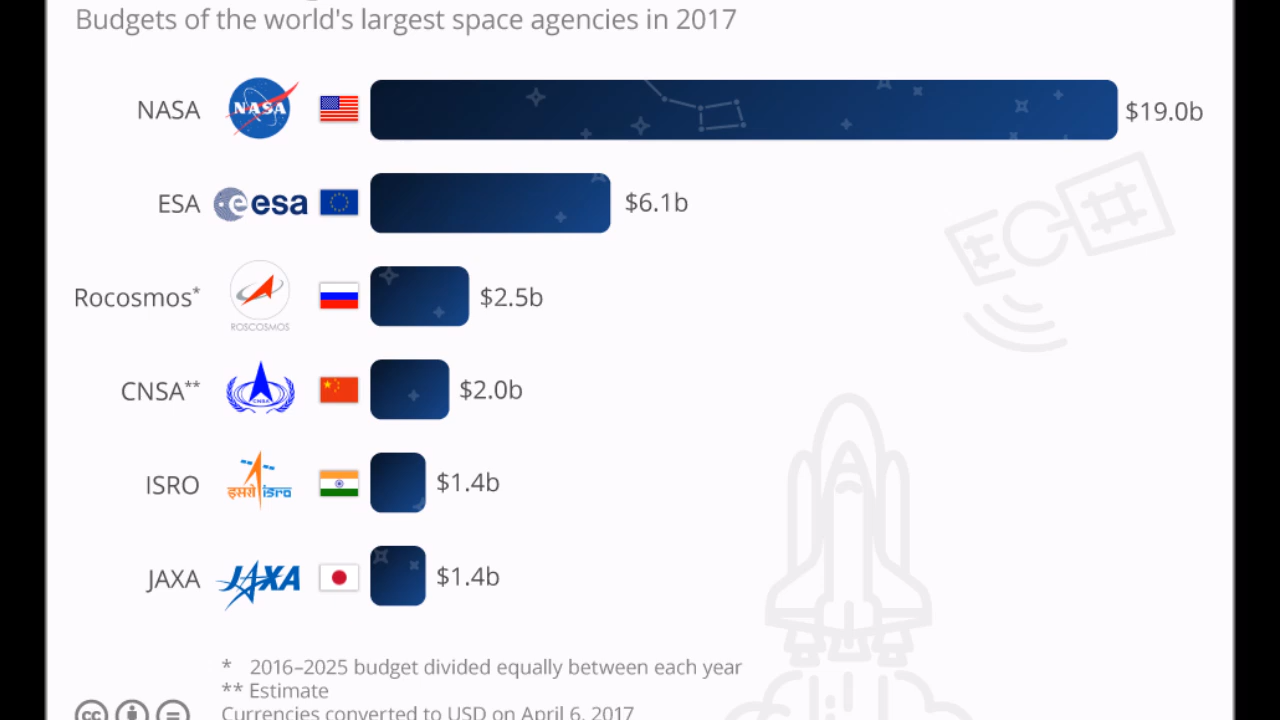 Budgets of the world's largest space agencies in 2017
NASA NASA $19.0b
ESA esa $6.1b
Rocosmos* $2.5b
ROSCOSMOS
CNSA** CNSA $2.0b
ISRO इसरो isro $1.4b
JAXA JAXA $1.4b
* 2016–2025 budget divided equally between each year
** Estimate
cc Currencies converted to USD on April 6, 2017